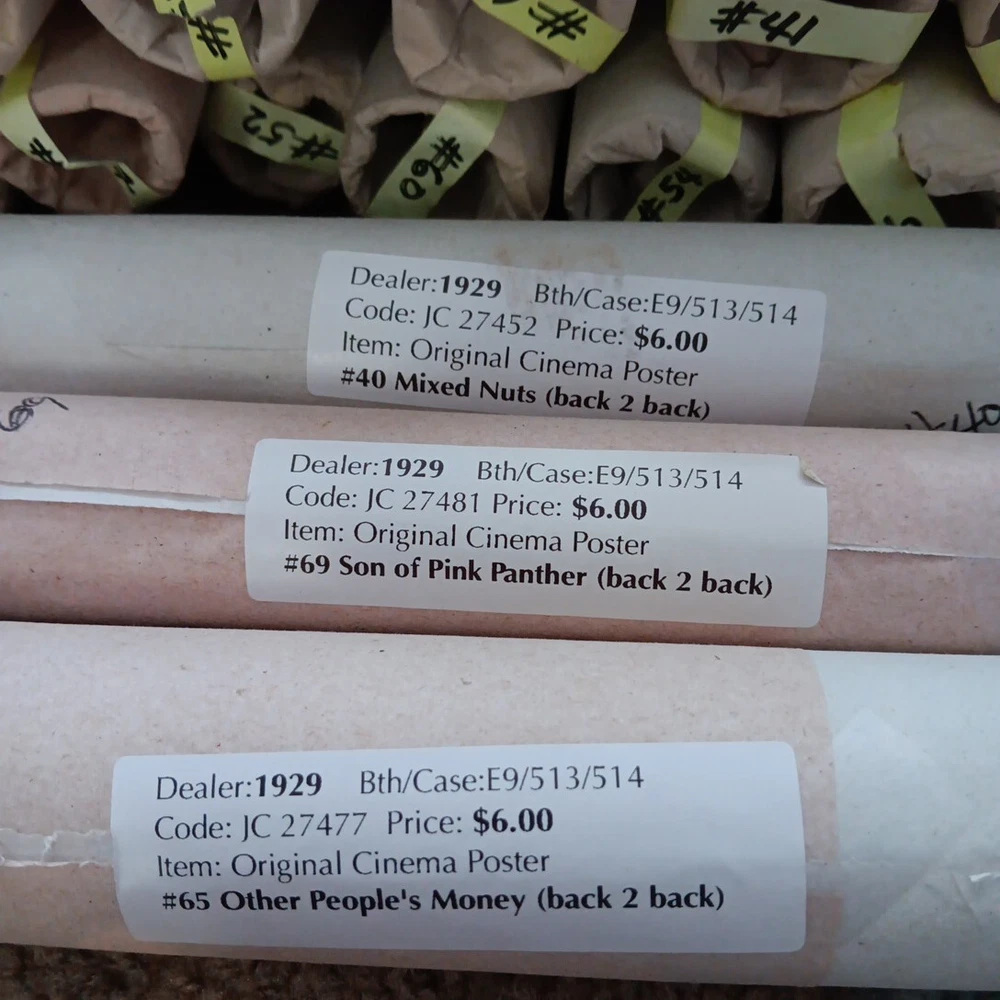 #52
#60
#54
Dealer:1929 Bth/Case:E9/513/514
Code: JC 27452 Price: $6.00
Item: Original Cinema Poster
#40 Mixed Nuts (back 2 back)
69
Dealer:1929 Bth/Case:E9/513/514
Code: JC 27481 Price: $6.00
Item: Original Cinema Poster
#69 Son of Pink Panther (back 2 back)
Dealer:1929 Bth/Case:E9/513/514
Code: JC 27477 Price: $6.00
Item: Original Cinema Poster
#65 Other People's Money (back 2 back)